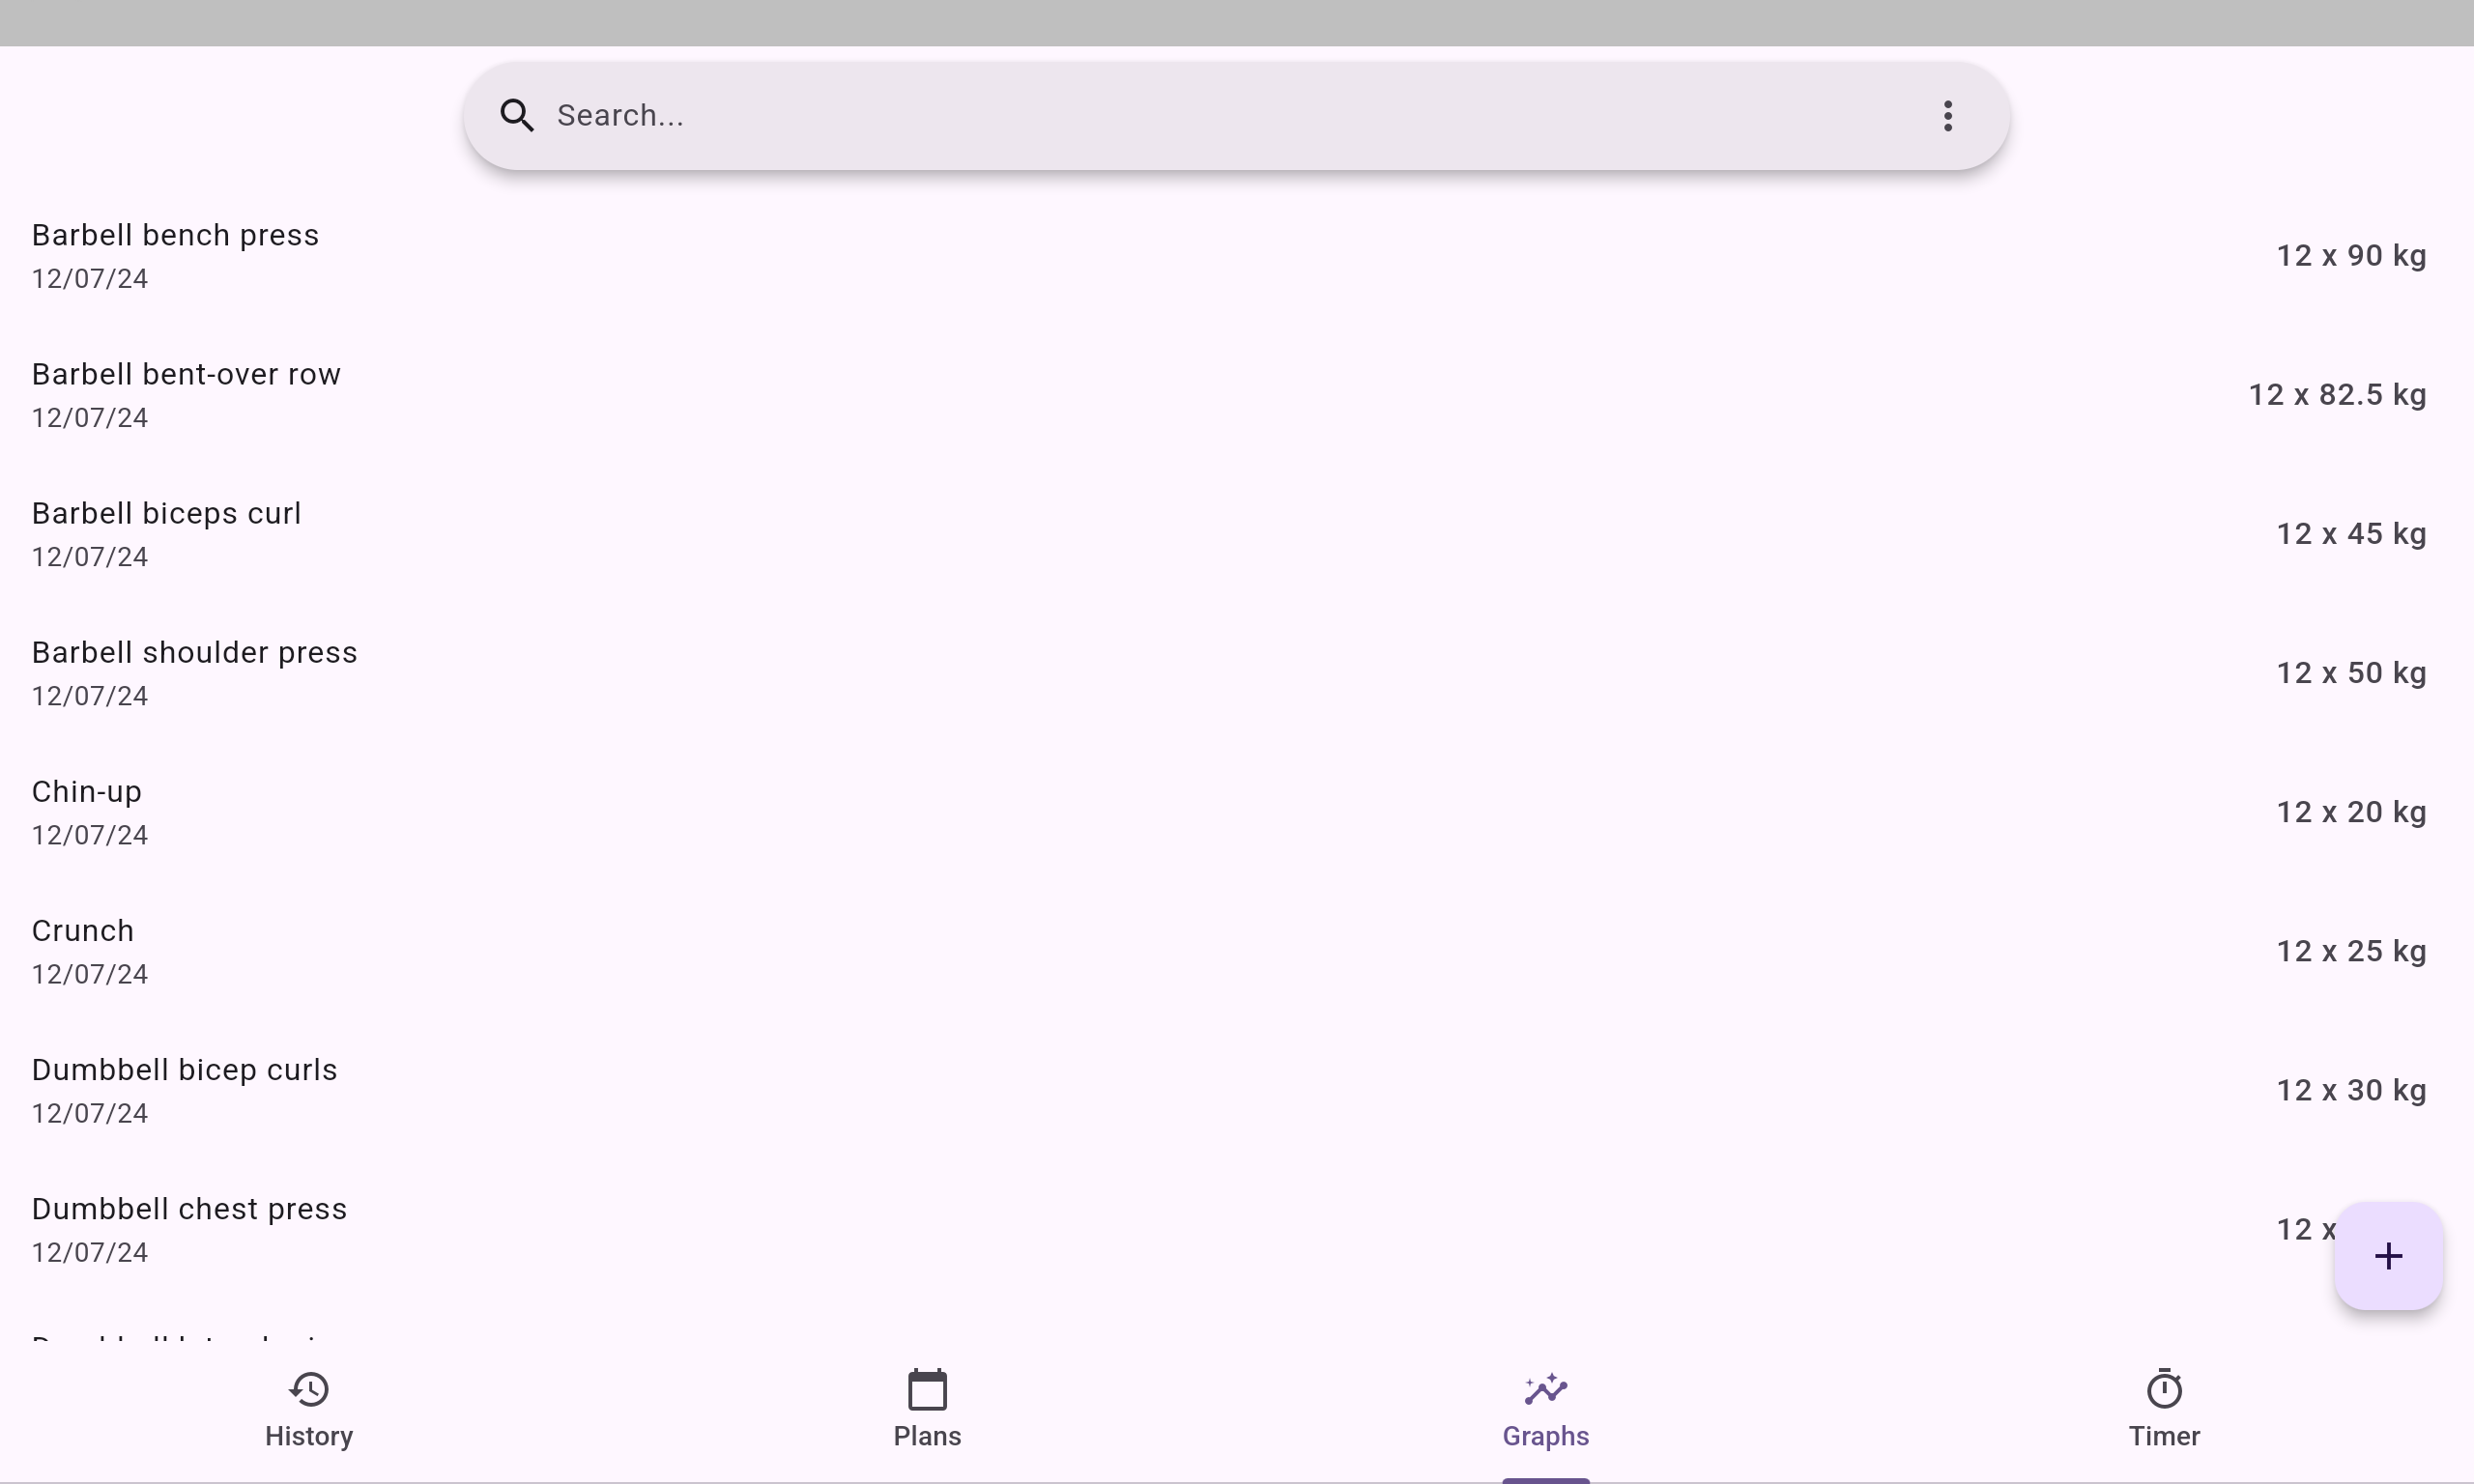 Search...
Barbell bench press
12/07/24
12 x 90 kg
Barbell bent-over row
12/07/24
12 x 82.5 kg
Barbell biceps curl
12/07/24
12 x 45 kg
Barbell shoulder press
12/07/24
12 x 50 kg
Chin-up
12/07/24
12 x 20 kg
Crunch
12/07/24
12 x 25 kg
Dumbbell bicep curls
12/07/24
12 x 30 kg
Dumbbell chest press
12/07/24
12 x
History
Plans
Graphs
Timer